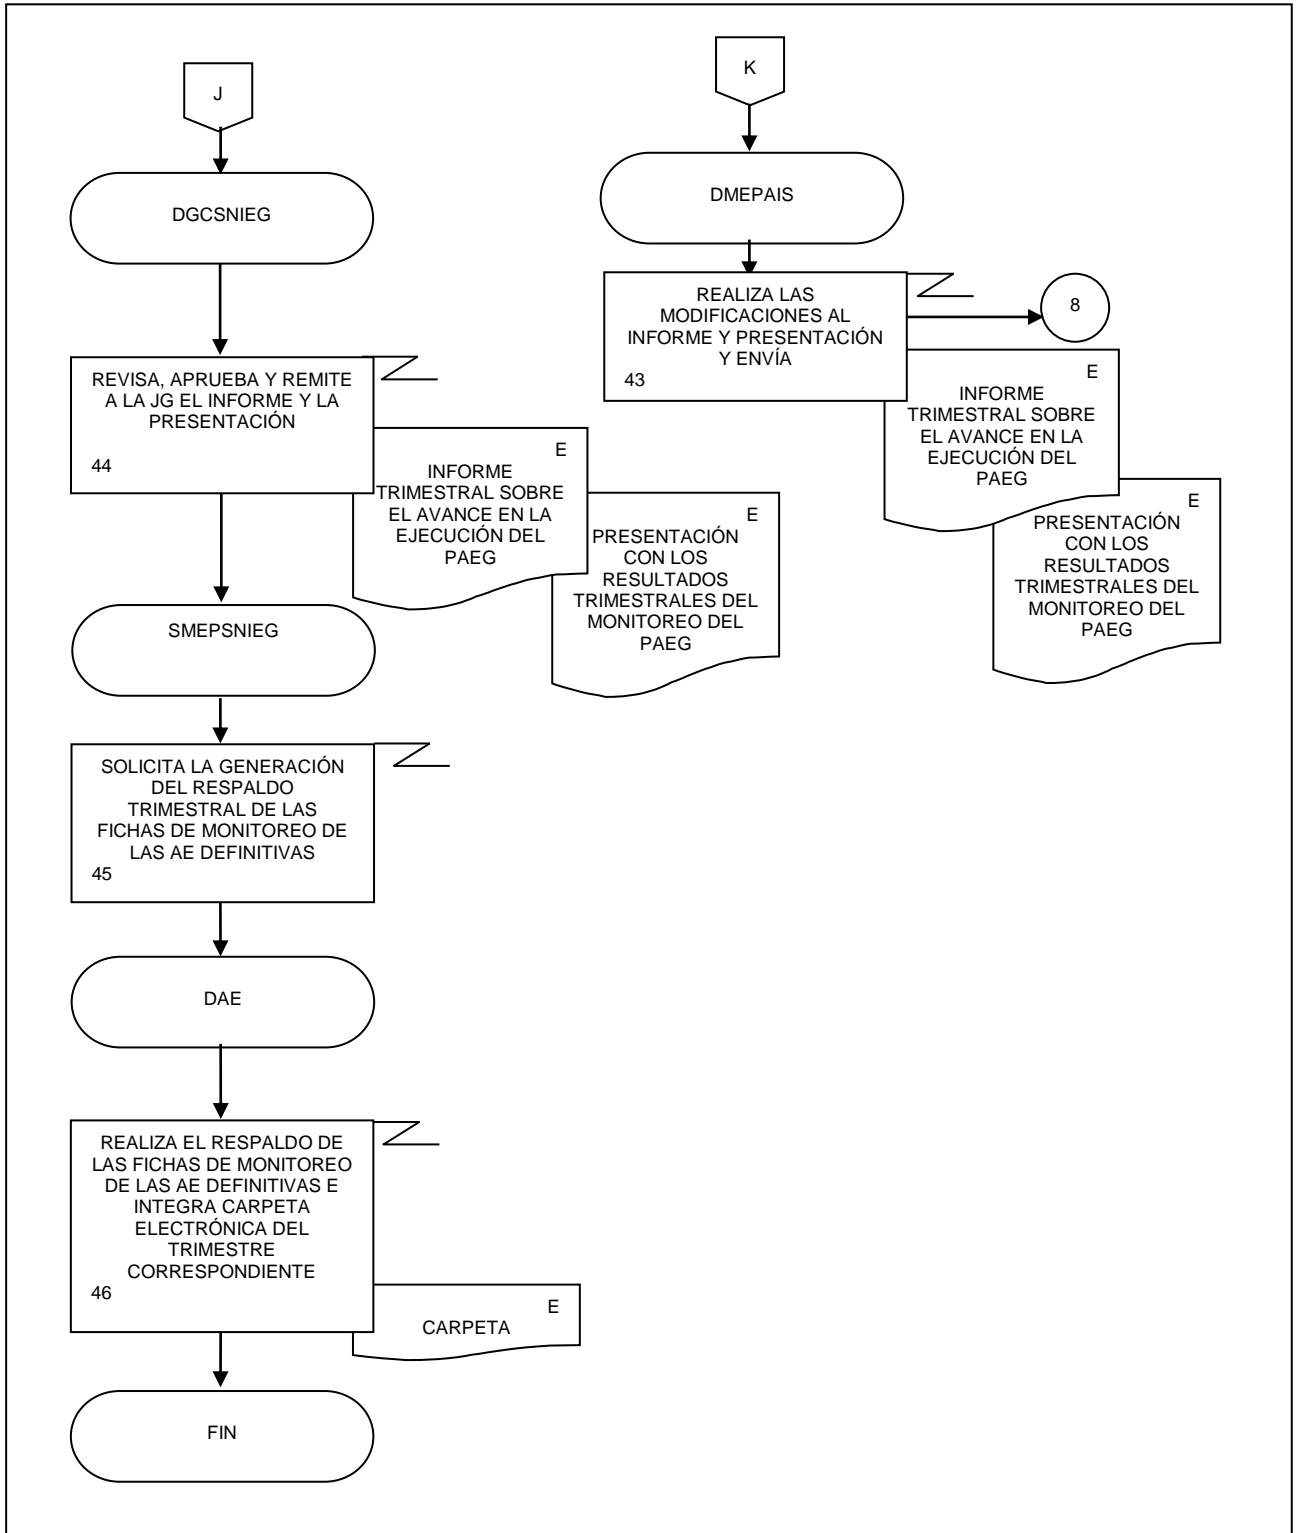 J
DGCSNIEG
REVISA, APRUEBA Y REMITE
A LA JG EL INFORME Y LA
PRESENTACIÓN
44
E
INFORME
TRIMESTRAL SOBRE
EL AVANCE EN LA
EJECUCIÓN DEL
PAEG
E
PRESENTACIÓN
CON LOS
RESULTADOS
TRIMESTRALES DEL
MONITOREO DEL
PAEG
SMEPSNIEG
SOLICITA LA GENERACIÓN
DEL RESPALDO
TRIMESTRAL DE LAS
FICHAS DE MONITOREO DE
LAS AE DEFINITIVAS
45
DAE
REALIZA EL RESPALDO DE
LAS FICHAS DE MONITOREO
DE LAS AE DEFINITIVAS E
INTEGRA CARPETA
ELECTRÓNICA DEL
TRIMESTRE
CORRESPONDIENTE
46
E
CARPETA
FIN
K
DMEPAIS
REALIZA LAS
MODIFICACIONES AL
INFORME Y PRESENTACIÓN
Y ENVÍA
43
8
E
INFORME
TRIMESTRAL SOBRE
EL AVANCE EN LA
EJECUCIÓN DEL
PAEG
E
PRESENTACIÓN
CON LOS
RESULTADOS
TRIMESTRALES DEL
MONITOREO DEL
PAEG